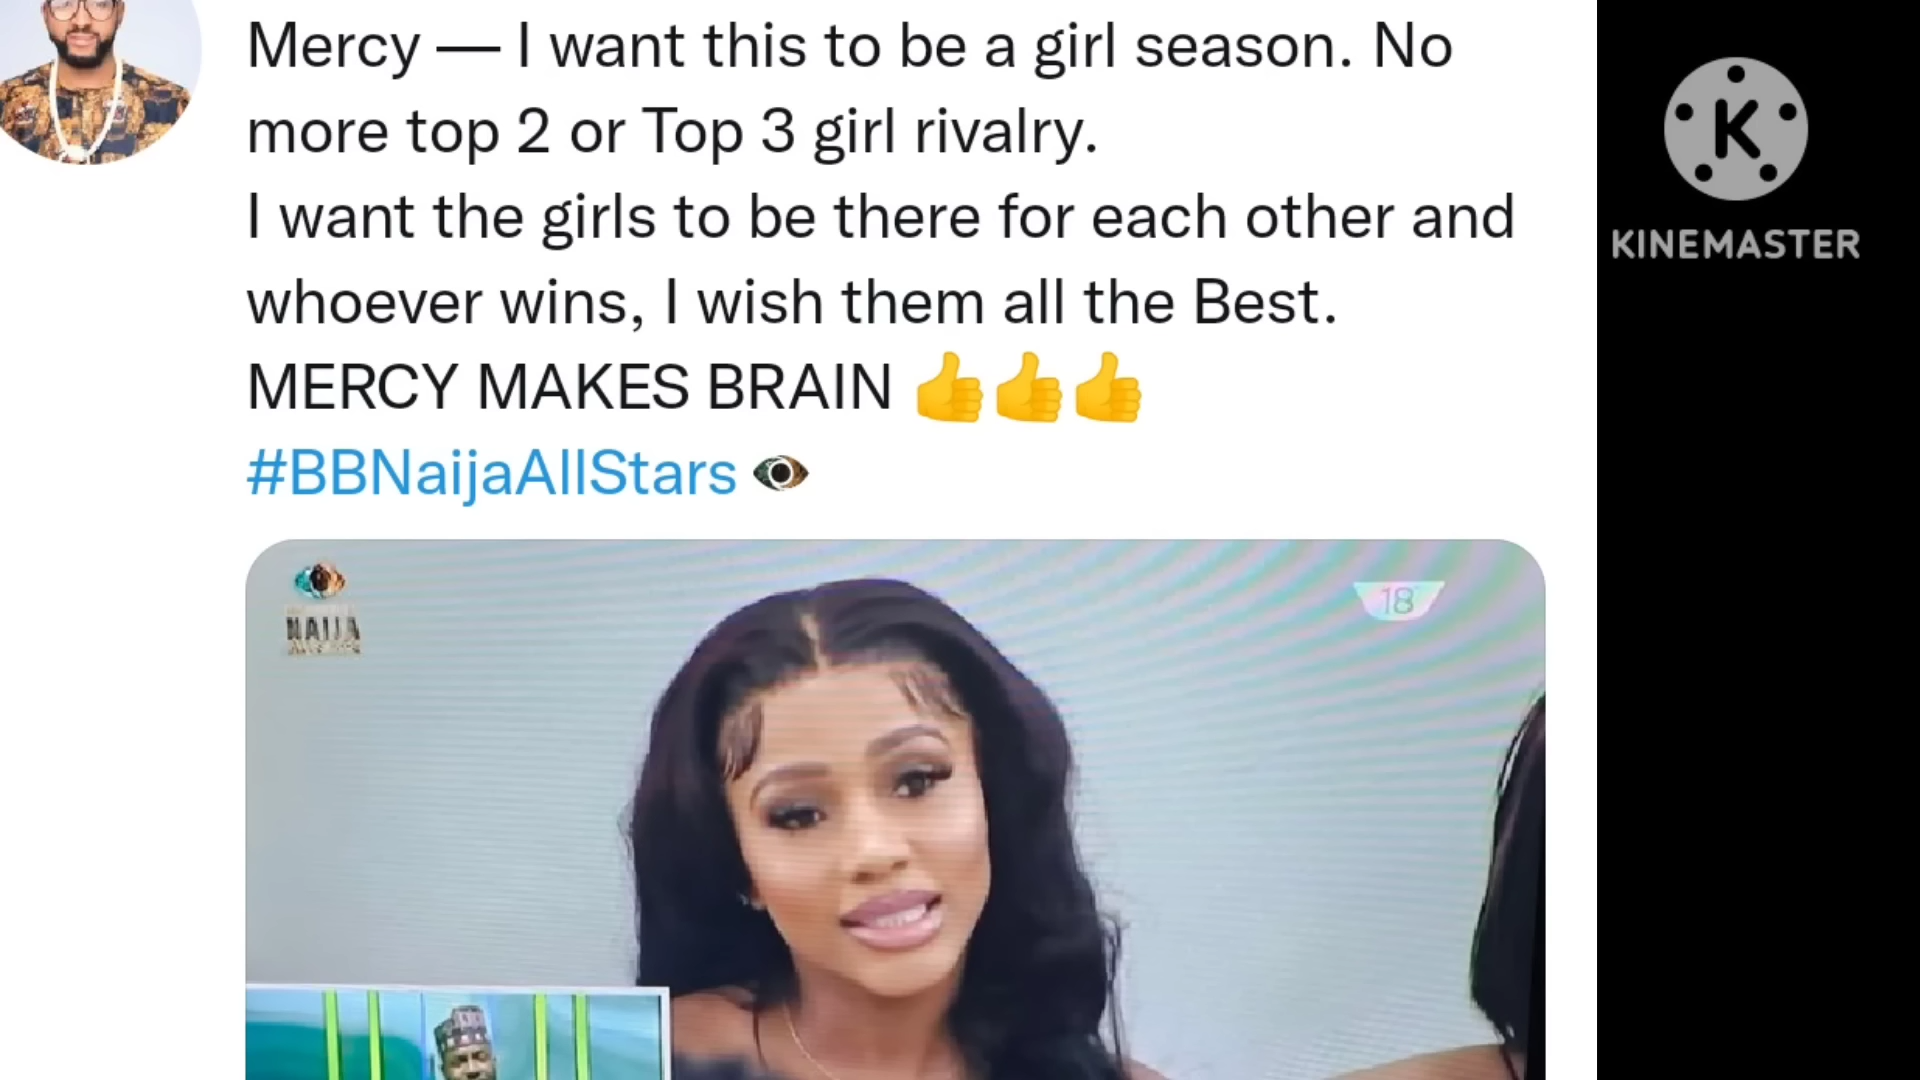 Mercy — I want this to be a girl season. No
more top 2 or Top 3 girl rivalry.
I want the girls to be there for each other and
whoever wins, I wish them all the Best.
MERCY MAKES BRAIN 👍👍👍
#BBNaijaAllStars
NAIJA
18
KINEMASTER